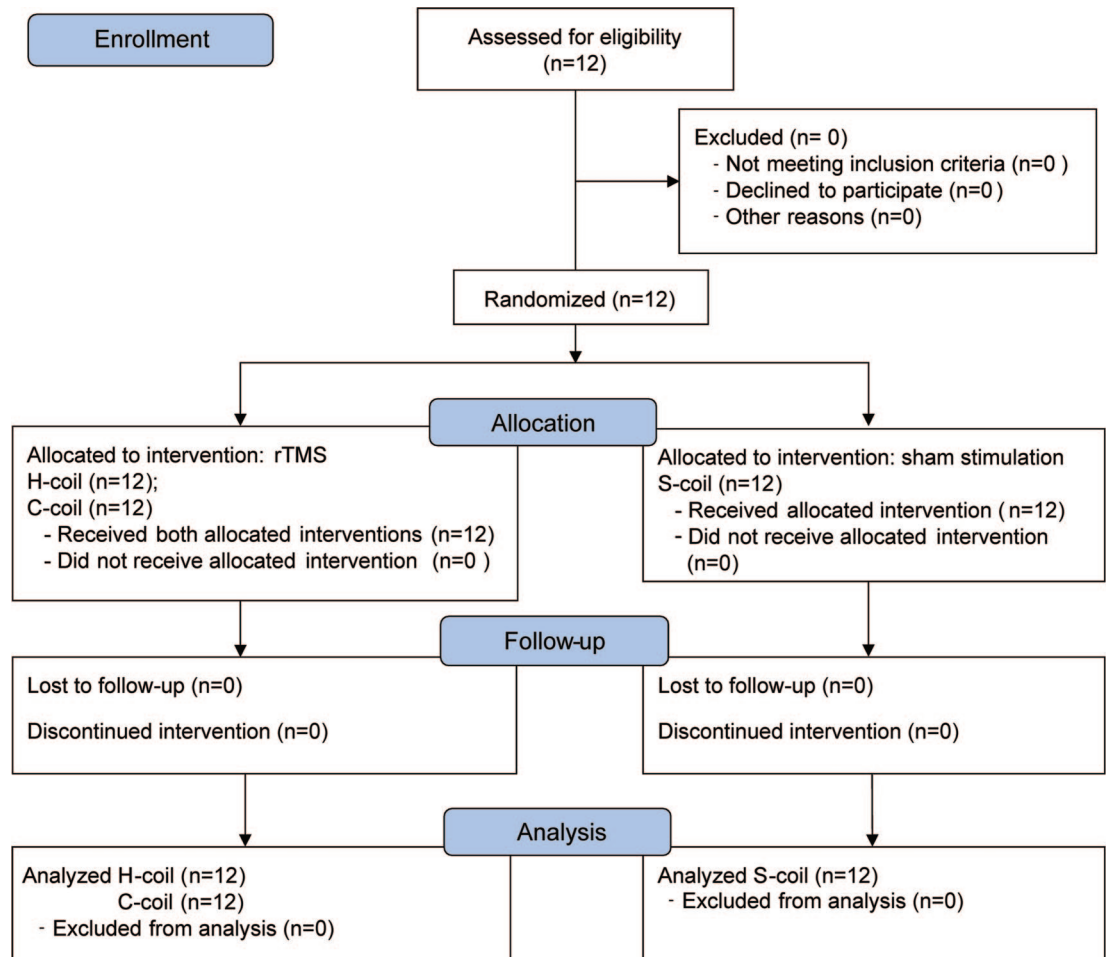 Enrollment
Assessed for eligibility
(n=12)
Excluded (n= 0)
- Not meeting inclusion criteria (n=0 )
- Declined to participate (n=0 )
- Other reasons (n=0)
Randomized (n=12)
Allocation
Allocated to intervention: rTMS
H-coil (n=12);
C-coil (n=12)
- Received both allocated interventions (n=12)
- Did not receive allocated intervention (n=0 )
Allocated to intervention: sham stimulation
S-coil (n=12)
- Received allocated intervention ( n=12)
- Did not receive allocated intervention
(n=0)
Follow-up
Lost to follow-up (n=0)
Discontinued intervention (n=0)
Lost to follow-up (n=0)
Discontinued intervention (n=0)
Analysis
Analyzed H-coil (n=12)
C-coil (n=12)
- Excluded from analysis (n=0)
Analyzed S-coil (n=12)
- Excluded from analysis (n=0)